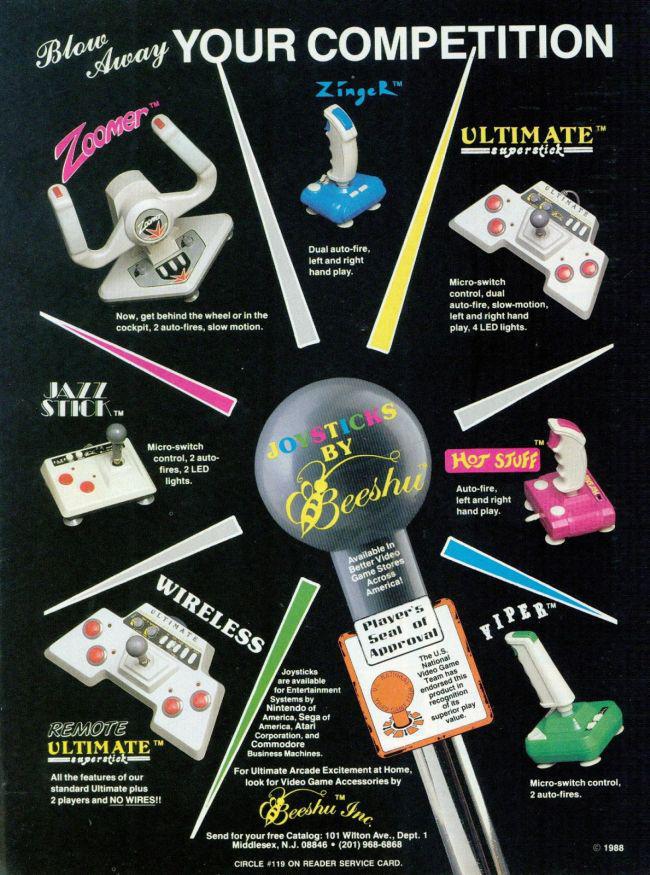 Blow Away YOUR COMPETITION
Zoomer™
Zoomer
Now, get behind the wheel or in the
cockpit, 2 auto-fires, slow motion.
Zinger™
Dual auto-fire,
left and right
hand play.
ULTIMATE™
superstick
ULTIMATE
Micro-switch
control, dual
auto-fire, slow-motion,
left and right hand
play, 4 LED lights.
JAZZ
STICK™
Micro-switch
control, 2 auto-
fires, 2 LED
lights.
JOYSTICKS
BY
Beeshu™
HOT STUFF™
Auto-fire,
left and right
hand play.
Available In
Better Video
Game Stores
Across
America!
Player's
Seal of
Approval
The U.S.
National
Video Game
Team has
endorsed this
product in
recognition
of its
superior play
value.
WIRELESS
ULTIMATE
REMOTE
ULTIMATE™
superstick
All the features of our
standard Ultimate plus
2 players and NO WIRES!!
VIPER™
Micro-switch control,
2 auto-fires.
Joysticks
are available
for Entertainment
Systems by
Nintendo of
America, Sega of
America, Atari
Corporation, and
Commodore
Business Machines.
For Ultimate Arcade Excitement at Home,
look for Video Game Accessories by
Beeshu™ Inc.
Send for your free Catalog: 101 Wilton Ave., Dept. 1
Middlesex, N.J. 08846 • (201) 968-6868
CIRCLE #119 ON READER SERVICE CARD.
© 1988